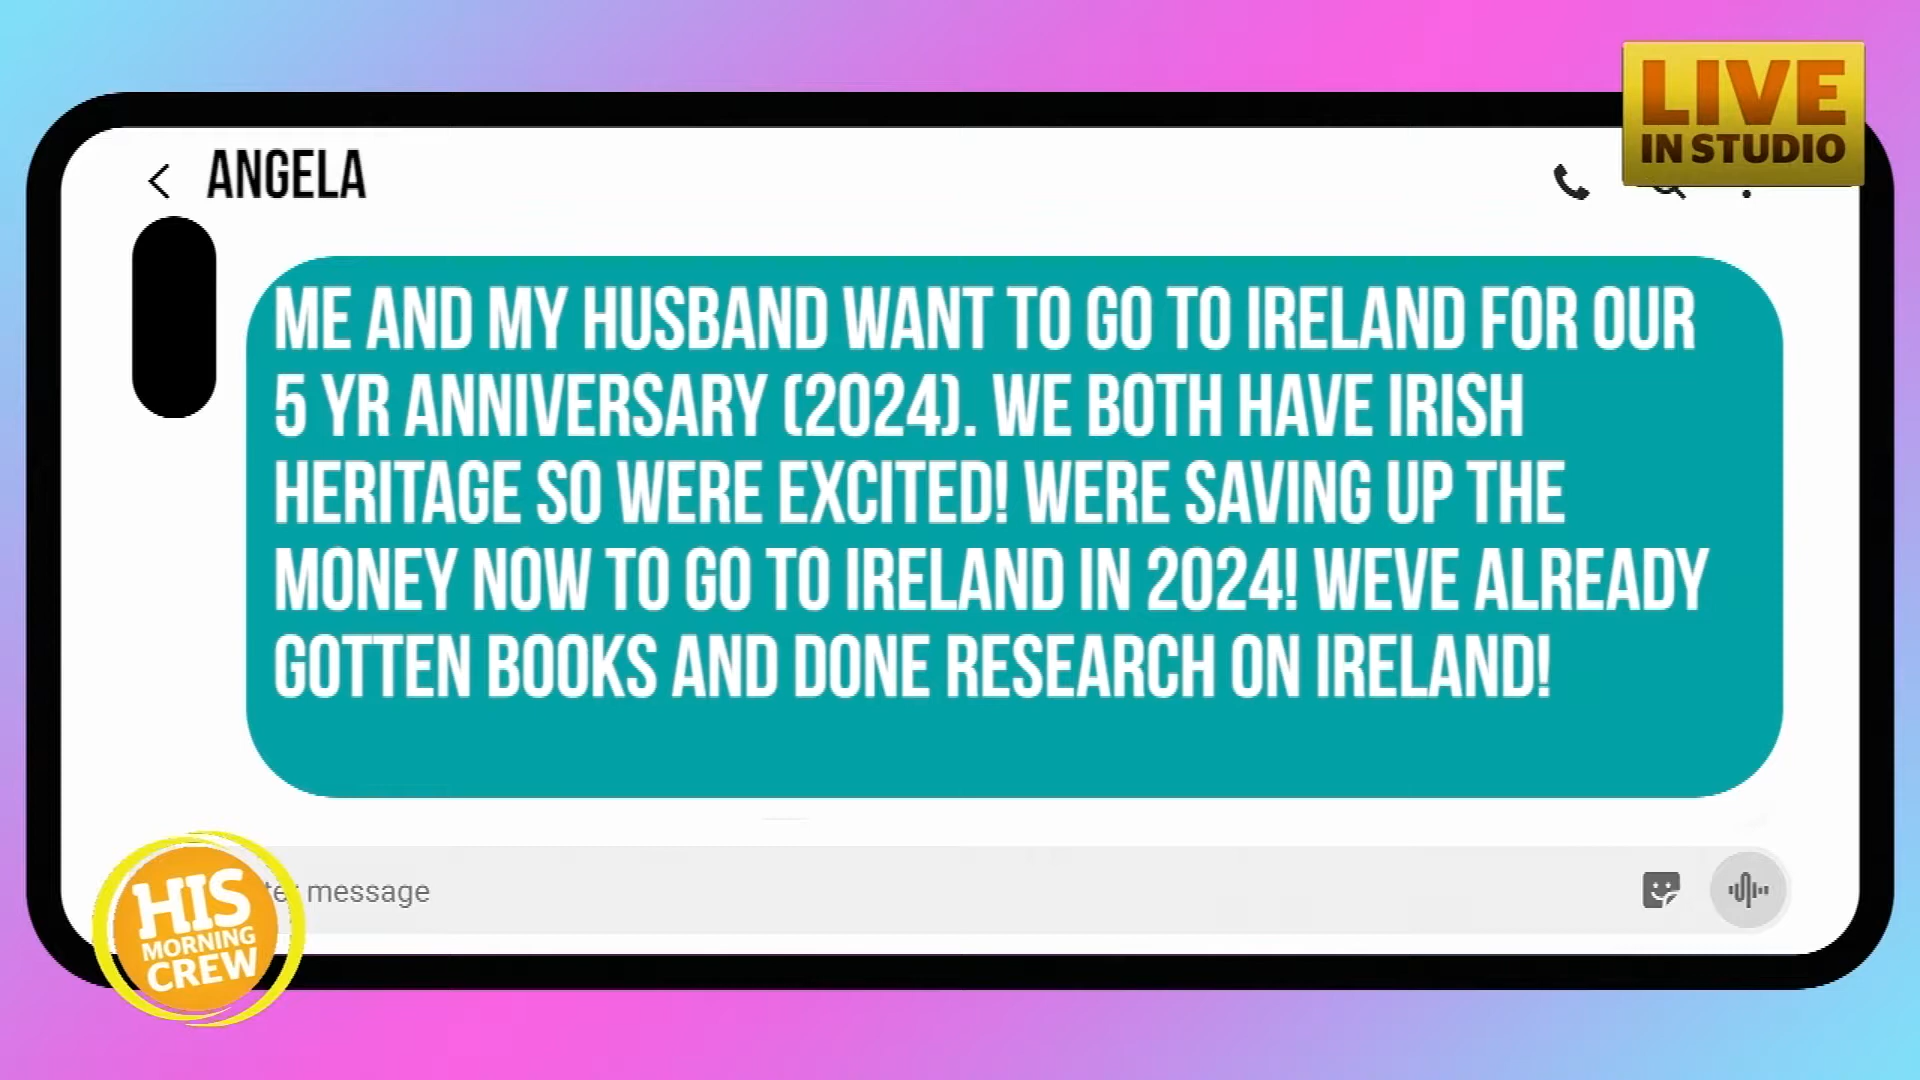 LIVE
IN STUDIO
ANGELA
ME AND MY HUSBAND WANT TO GO TO IRELAND FOR OUR
5 YR ANNIVERSARY (2024). WE BOTH HAVE IRISH
HERITAGE SO WERE EXCITED! WERE SAVING UP THE
MONEY NOW TO GO TO IRELAND IN 2024! WEVE ALREADY
GOTTEN BOOKS AND DONE RESEARCH ON IRELAND!
message
HIS
MORNING
CREW